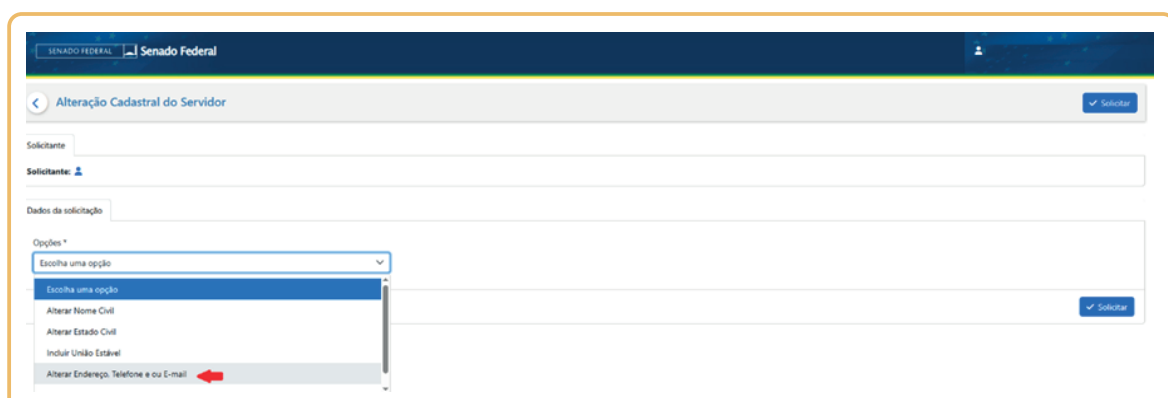 SENADO FEDERAL Senado Federal
Alteração Cadastral do Servidor
Solicitar
Solicitante
Solicitante:
Dados da solicitação
Opções *
Escolha uma opção
Escolha uma opção
Alterar Nome Civil
Solicitar
Alterar Estado Civil
Incluir União Estável
Alterar Endereço, Telefone e ou E-mail